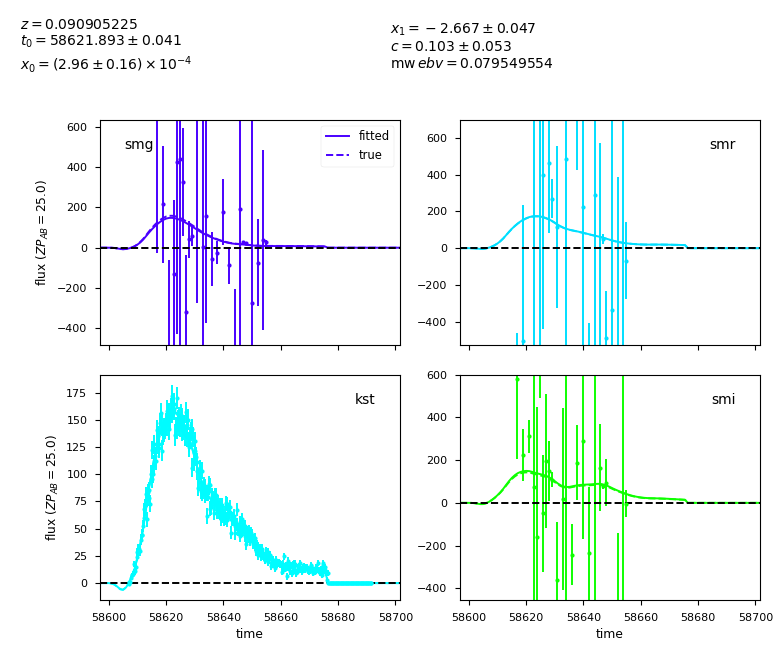 z = 0.090905225
t₀ = 58621.893 ± 0.041
x₀ = (2.96 ± 0.16) × 10⁻⁴
x₁ = −2.667 ± 0.047
c = 0.103 ± 0.053
mw ebv = 0.079549554
600
400
200
0
−200
−400
flux (ZP_AB = 25.0)
smg
fitted
true
600
400
200
0
−200
−400
smr
175
150
125
100
75
50
25
0
flux (ZP_AB = 25.0)
kst
58600
58620
58640
58660
58680
58700
time
600
400
200
0
−200
−400
smi
58600
58620
58640
58660
58680
58700
time